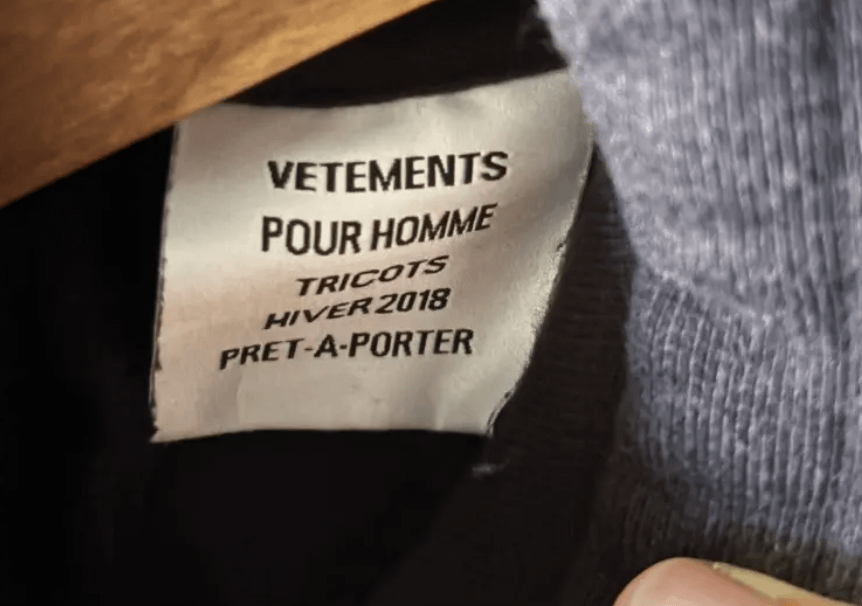 VETEMENTS
POUR HOMME
TRICOTS
HIVER 2018
PRET-A-PORTER